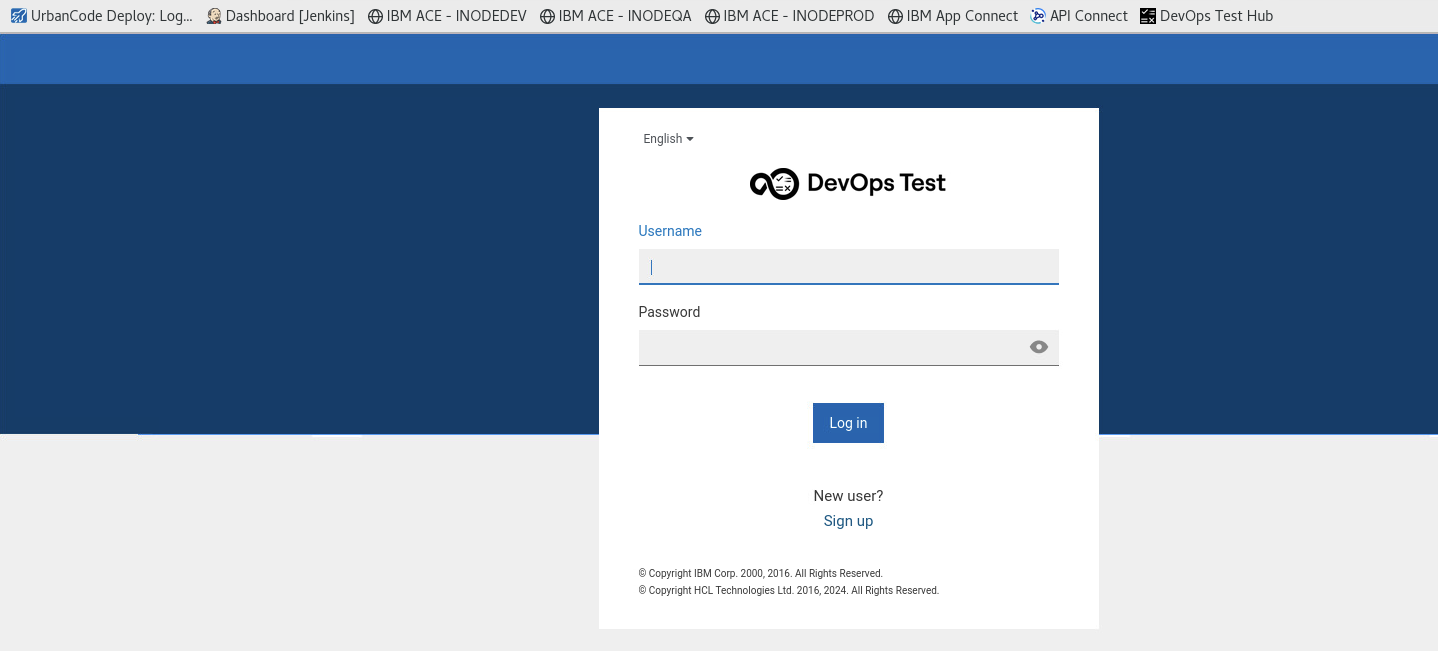 UrbanCode Deploy: Log... Dashboard [Jenkins] IBM ACE - INODEDEV IBM ACE - INODEQA IBM ACE - INODEPROD IBM App Connect API Connect DevOps Test Hub
English
DevOps Test
Username
Password
Log in
New user?
Sign up
© Copyright IBM Corp. 2000, 2016. All Rights Reserved.
© Copyright HCL Technologies Ltd. 2016, 2024. All Rights Reserved.